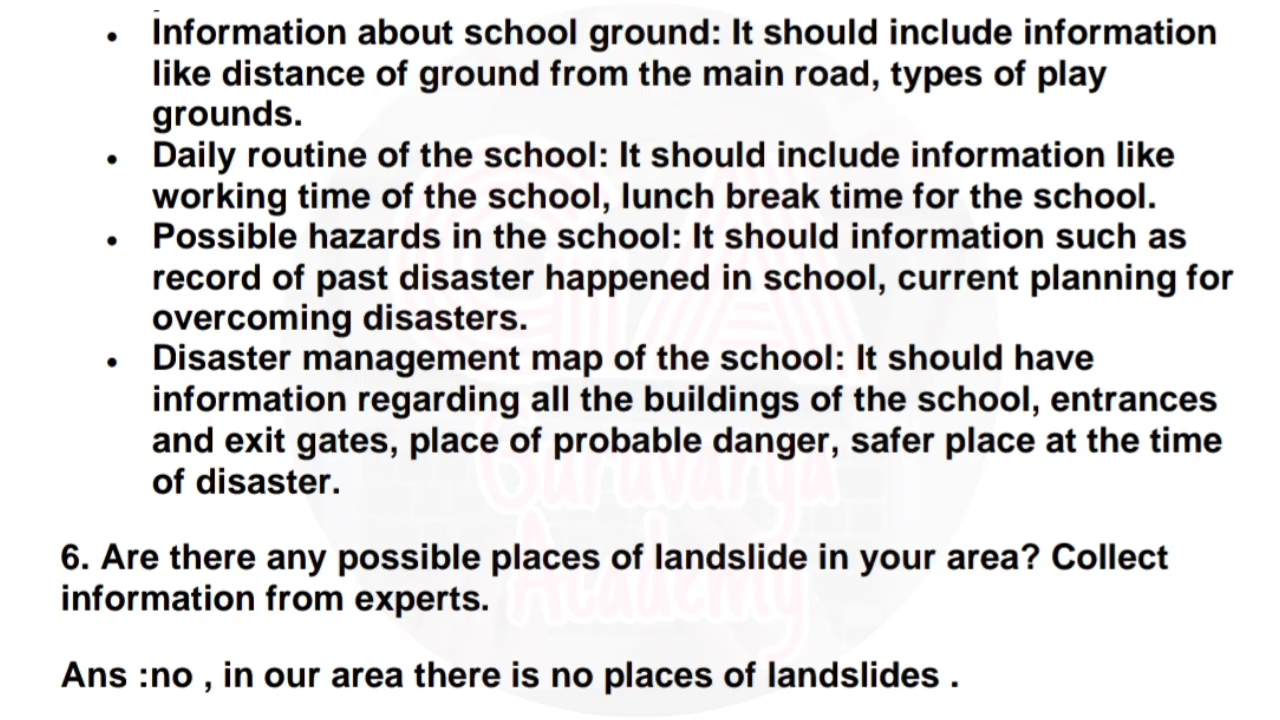 • Information about school ground: It should include information
like distance of ground from the main road, types of play
grounds.
• Daily routine of the school: It should include information like
working time of the school, lunch break time for the school.
• Possible hazards in the school: It should information such as
record of past disaster happened in school, current planning for
overcoming disasters.
• Disaster management map of the school: It should have
information regarding all the buildings of the school, entrances
and exit gates, place of probable danger, safer place at the time
of disaster.
6. Are there any possible places of landslide in your area? Collect
information from experts.
Ans :no , in our area there is no places of landslides .
GA
Guruvarya
Academy